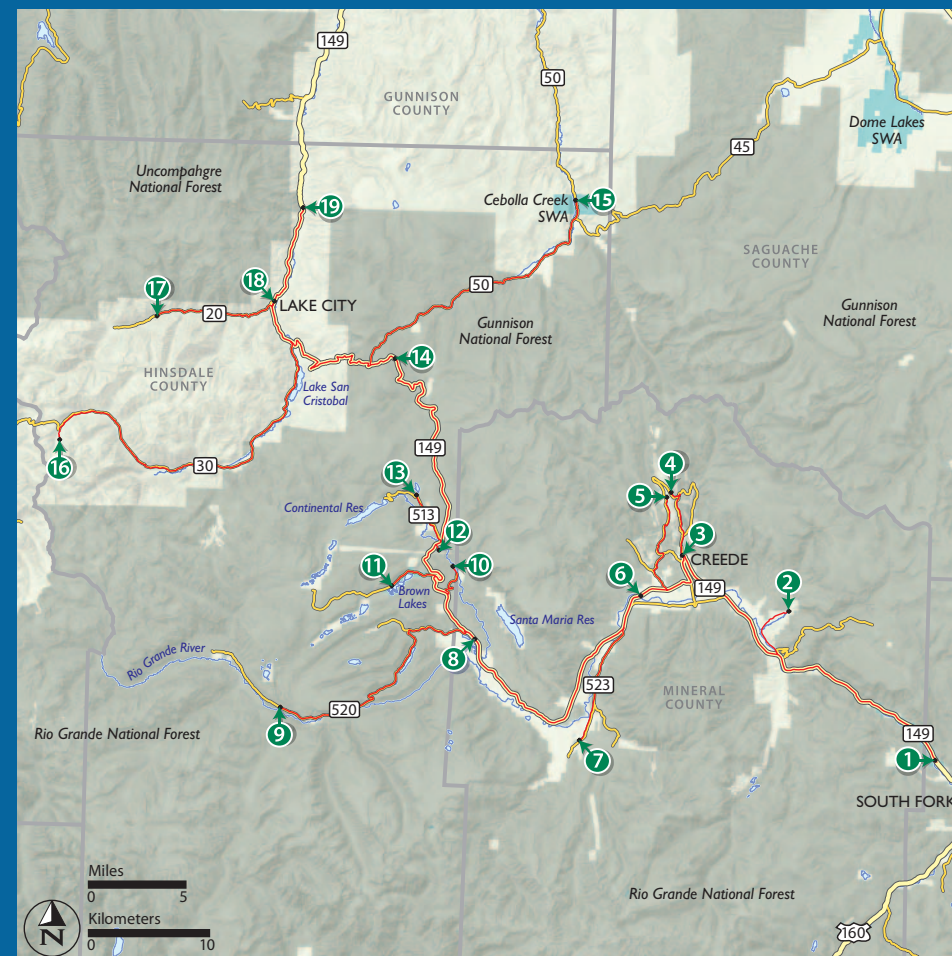 149
GUNNISON
COUNTY
50
Dome Lakes
SWA
45
Uncompahgre
National Forest
Cebolla Creek
SWA
15
19
SAGUACHE
COUNTY
18
17
LAKE CITY
20
50
Gunnison
National Forest
Gunnison
National Forest
14
HINSDALE
COUNTY
Lake San
Cristobal
149
16
30
13
4
5
Continental Res
513
12
3
CREEDE
10
11
Brown
Lakes
6
149
2
Santa Maria Res
8
Rio Grande River
523
MINERAL
COUNTY
520
9
Rio Grande National Forest
7
149
1
SOUTH FORK
Miles
0 5
Kilometers
0 10
N
Rio Grande National Forest
160